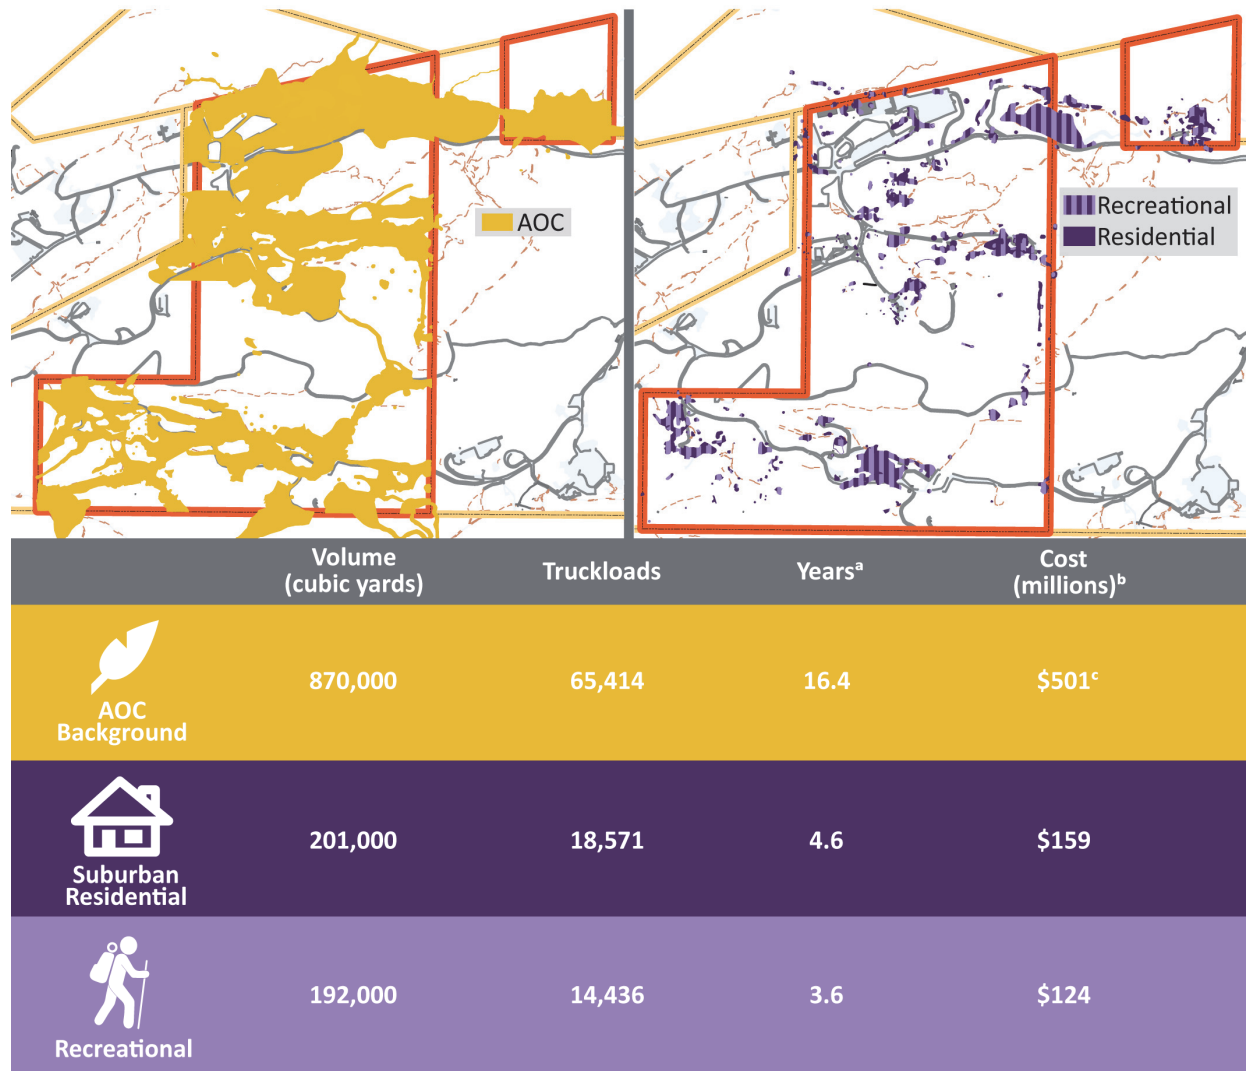 AOC
Recreational
Residential
Volume
(cubic yards)
Truckloads
Yearsᵃ
Cost
(millions)ᵇ
AOC
Background
870,000
65,414
16.4
$501ᶜ
Suburban
Residential
201,000
18,571
4.6
$159
Recreational
192,000
14,436
3.6
$124